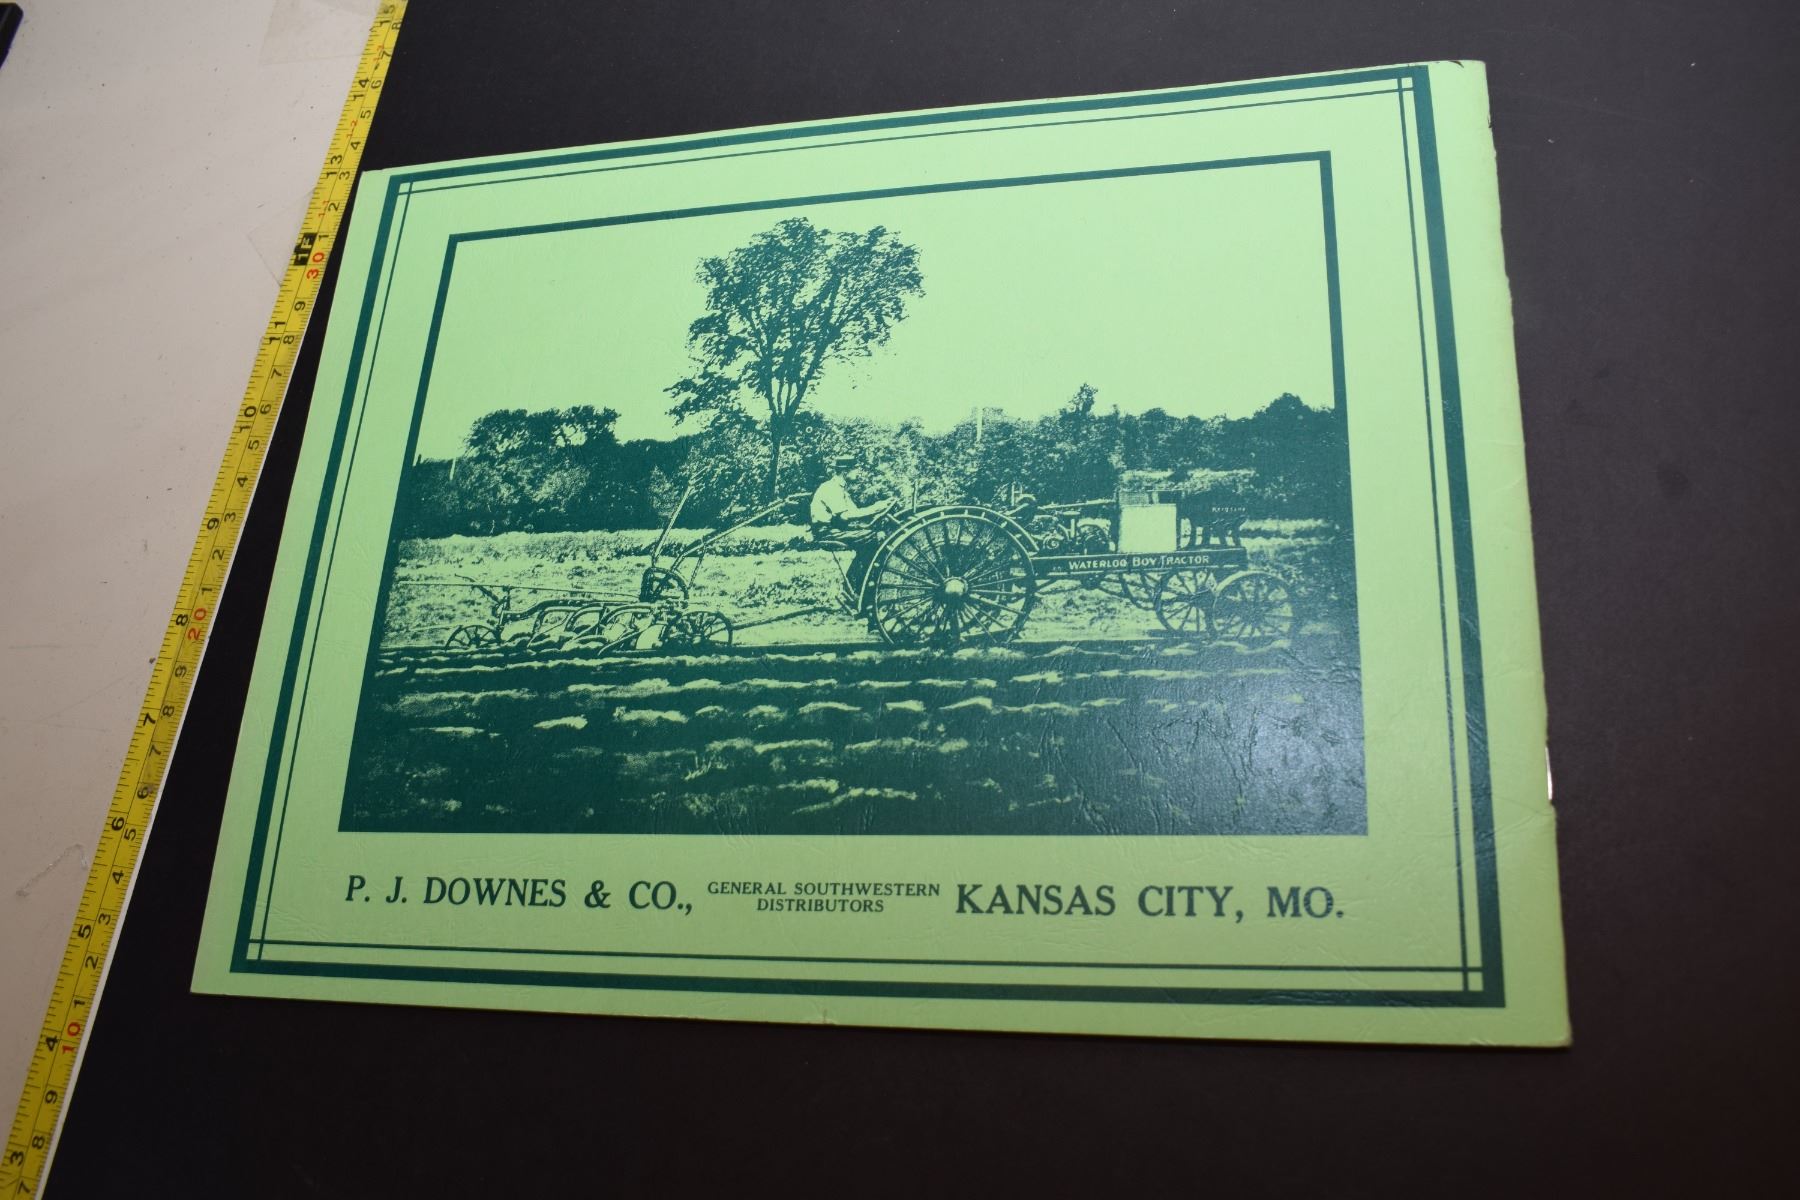 WATERLOO BOY TRACTOR
P. J. DOWNES & CO., GENERAL SOUTHWESTERN DISTRIBUTORS KANSAS CITY, MO.